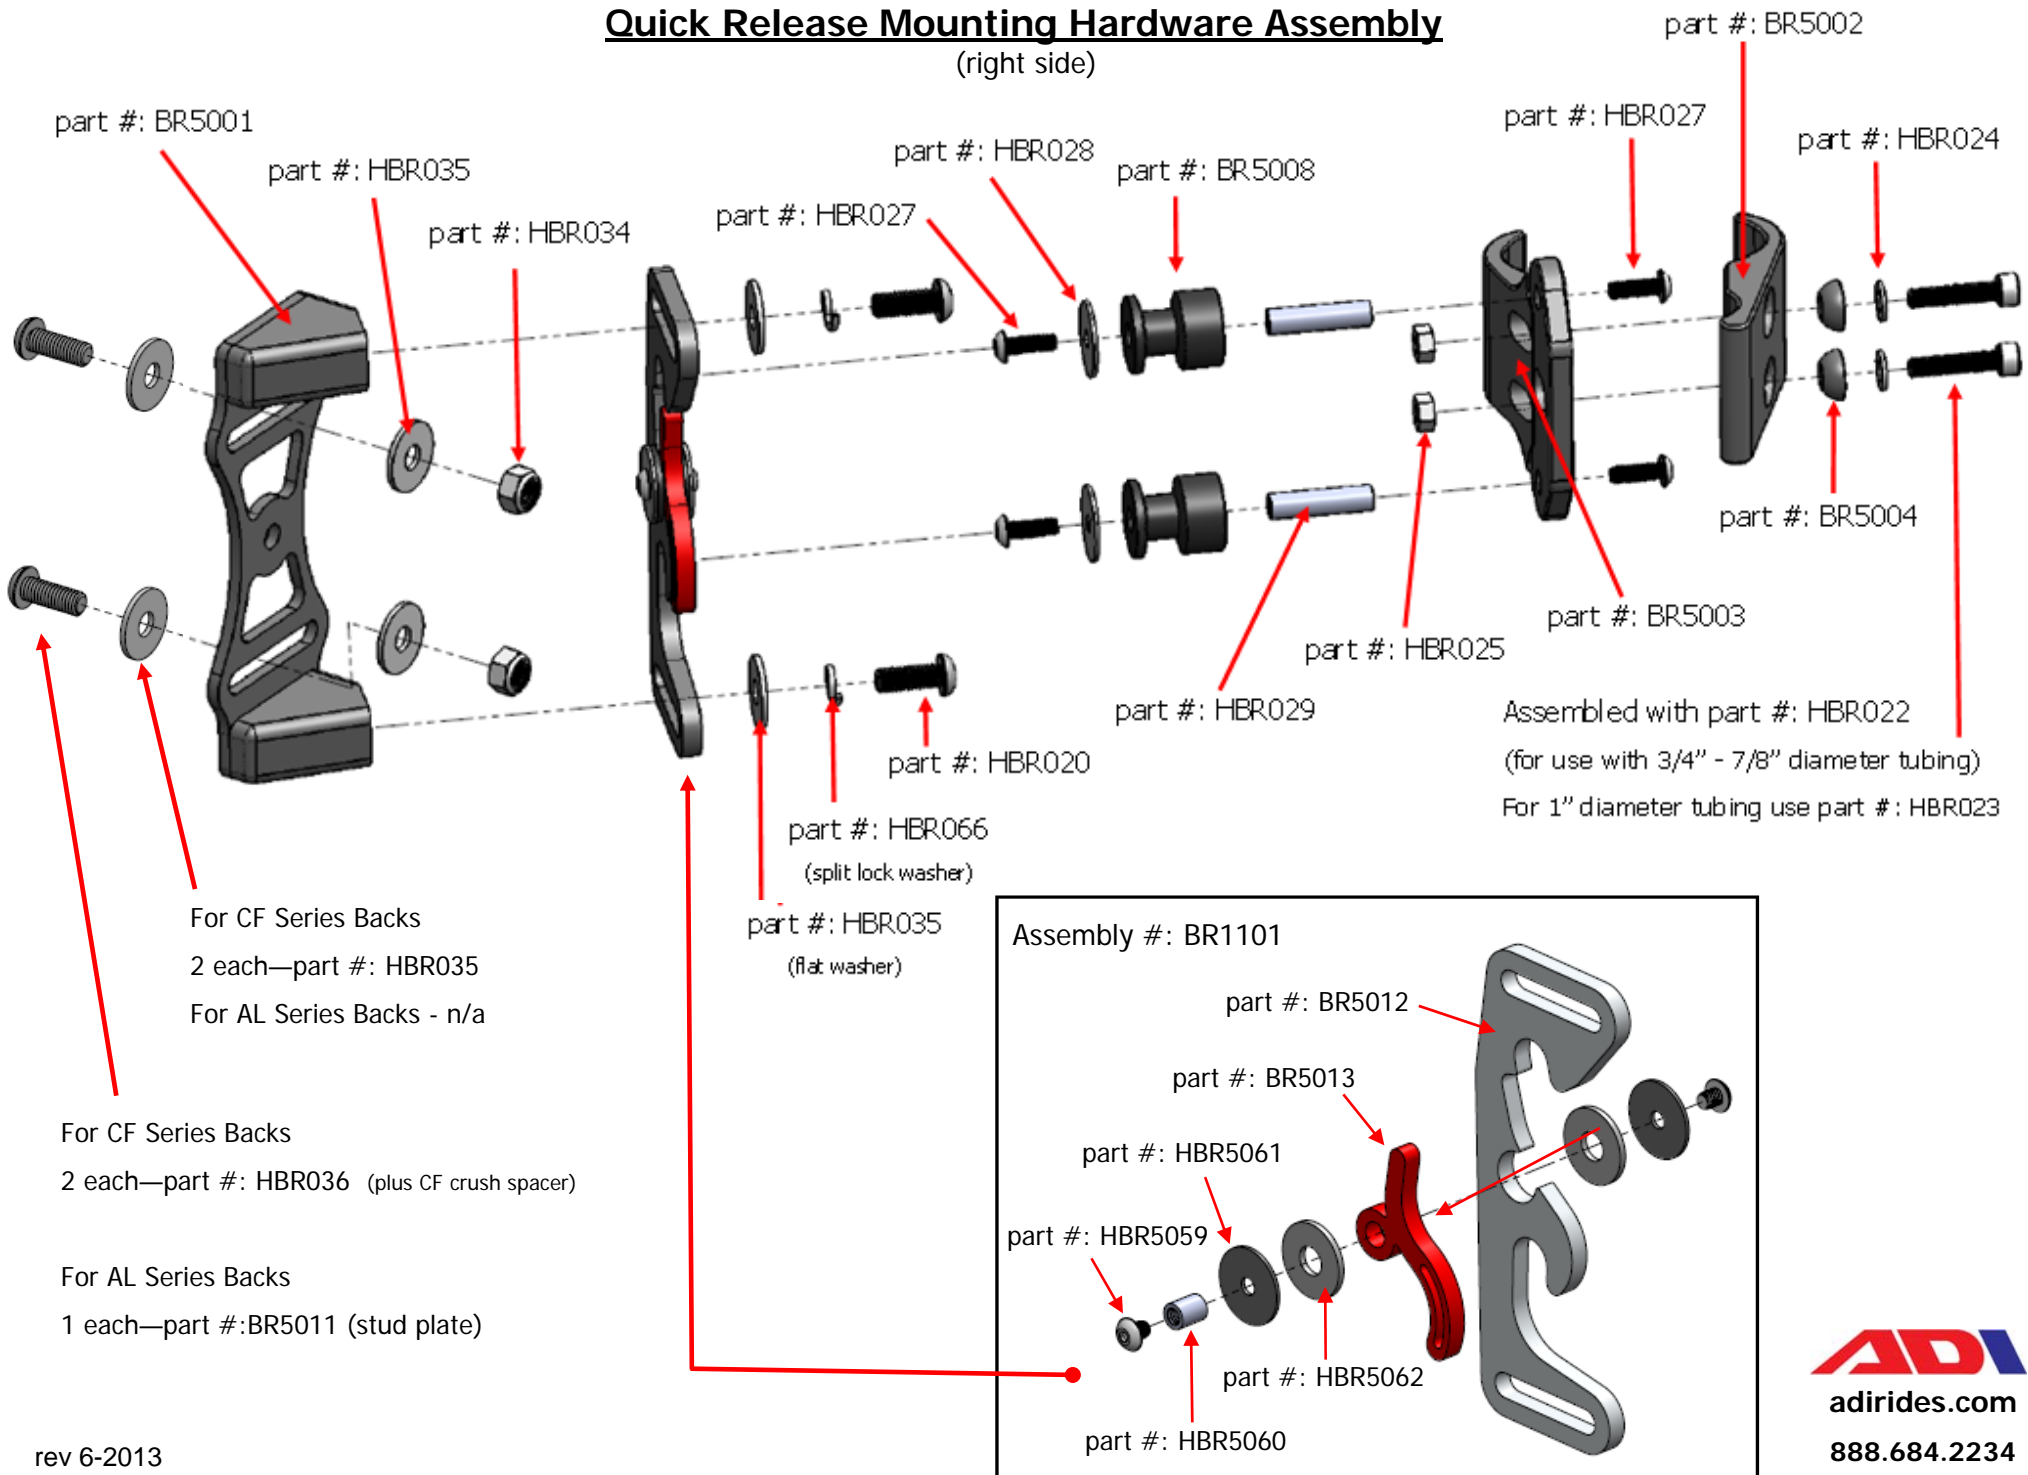 Quick Release Mounting Hardware Assembly
(right side)
part #: BR5002
part #: BR5001
part #: HBR035
part #: HBR034
part #: HBR027
part #: HBR028
part #: BR5008
part #: HBR027
part #: HBR024
part #: BR5004
part #: BR5003
part #: HBR025
part #: HBR029
part #: HBR020
part #: HBR066
(split lock washer)
part #: HBR035
(flat washer)
Assembled with part #: HBR022
(for use with 3/4” - 7/8” diameter tubing)
For 1” diameter tubing use part #: HBR023
For CF Series Backs
2 each—part #: HBR035
For AL Series Backs - n/a
For CF Series Backs
2 each—part #: HBR036 (plus CF crush spacer)
For AL Series Backs
1 each—part #:BR5011 (stud plate)
Assembly #: BR1101
part #: BR5012
part #: BR5013
part #: HBR5061
part #: HBR5059
part #: HBR5062
part #: HBR5060
ADI
adirides.com
888.684.2234
rev 6-2013